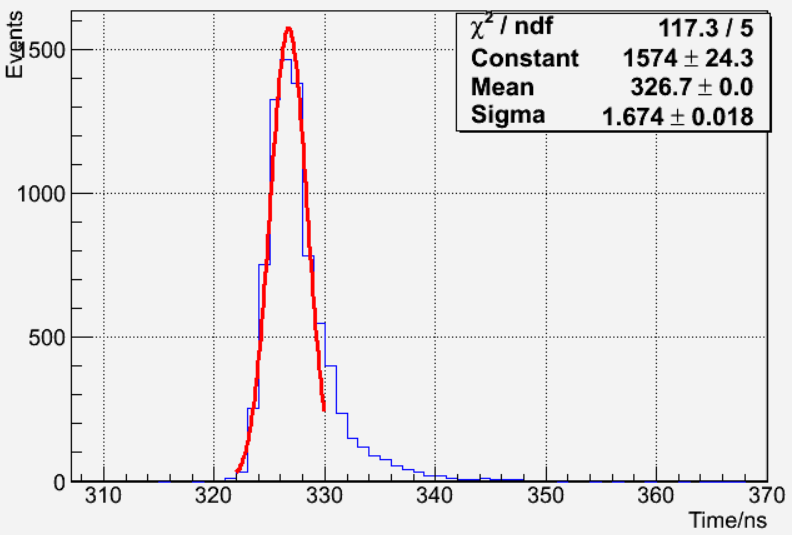 Events
χ² / ndf 117.3 / 5
Constant 1574 ± 24.3
Mean 326.7 ± 0.0
Sigma 1.674 ± 0.018
1500
1000
500
0
310 320 330 340 350 360 370
Time/ns